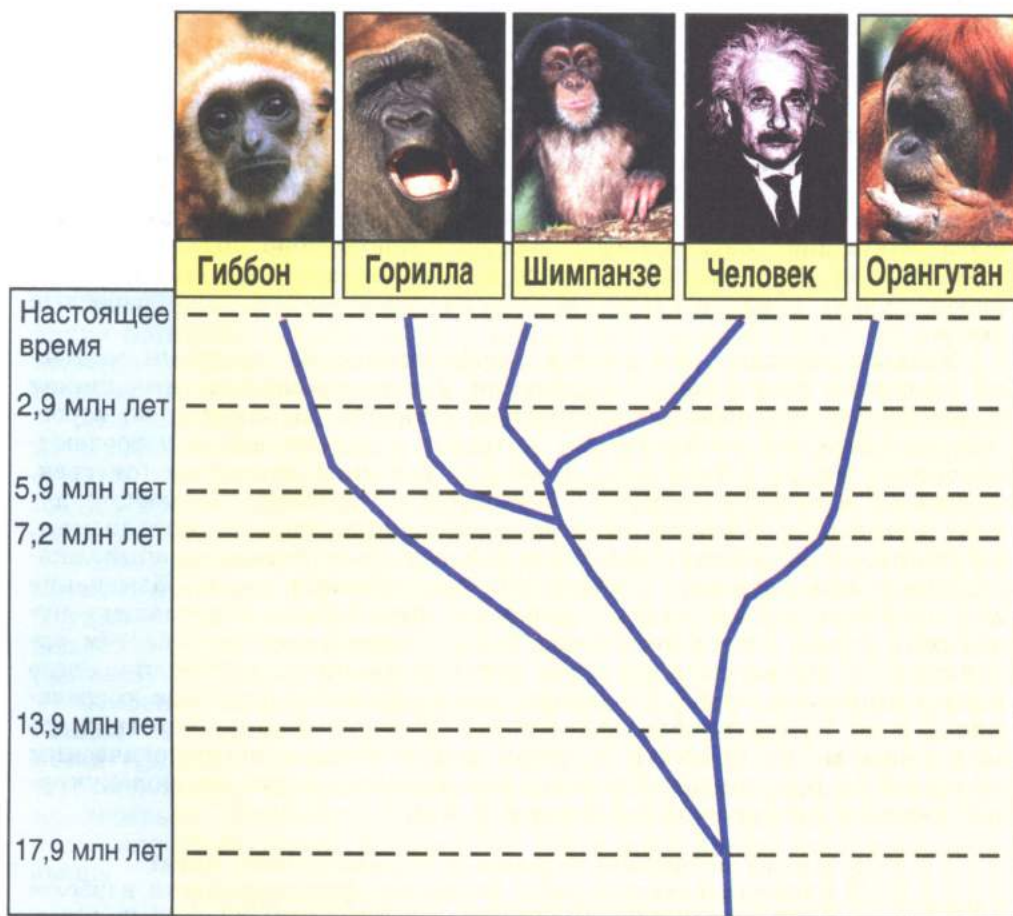 Гиббон
Горилла
Шимпанзе
Человек
Орангутан
Настоящее
время
2,9 млн лет
5,9 млн лет
7,2 млн лет
13,9 млн лет
17,9 млн лет